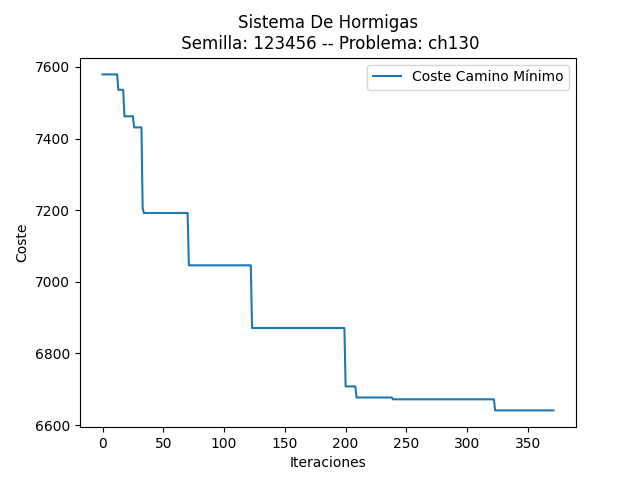 Sistema De Hormigas
Semilla: 123456 -- Problema: ch130
Coste Camino Mínimo
7600
7400
7200
7000
6800
6600
Coste
0 50 100 150 200 250 300 350
Iteraciones